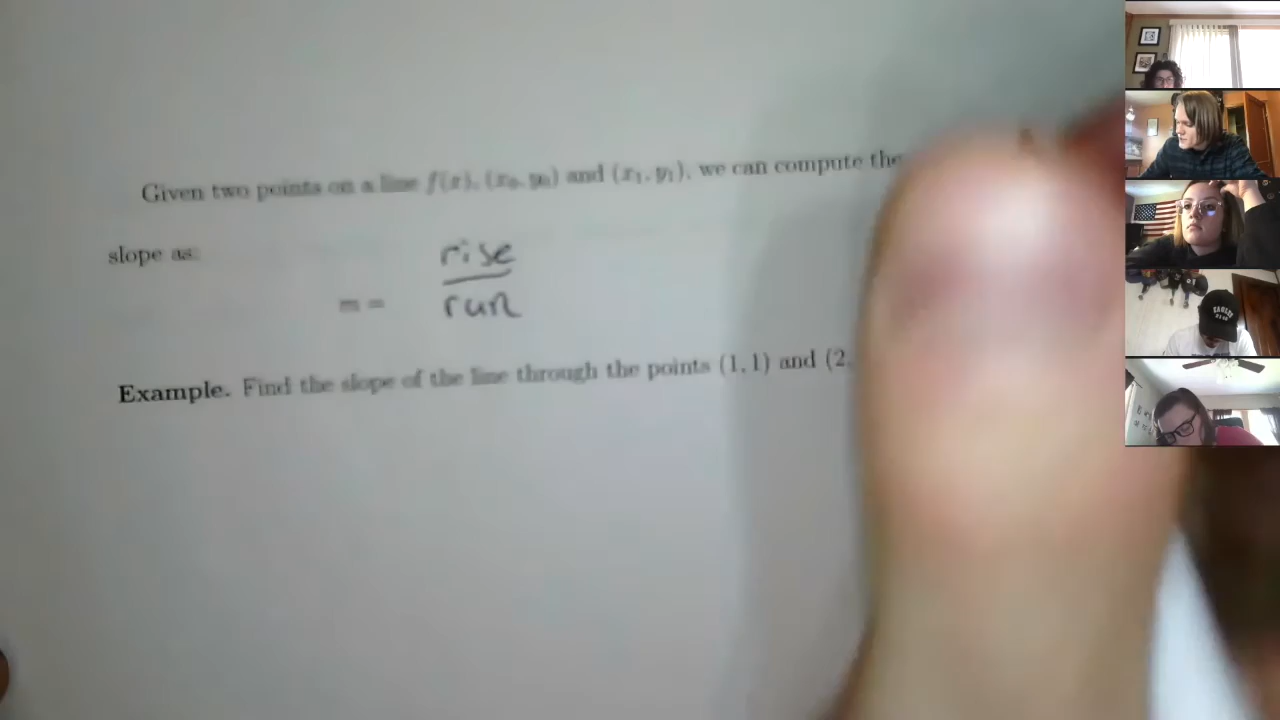 Given two points on a line f(x), (x₀, y₀) and (x₁, y₁), we can compute the
slope as:
rise
m =
run
Example. Find the slope of the line through the points (1, 1) and (2,
EAGLES